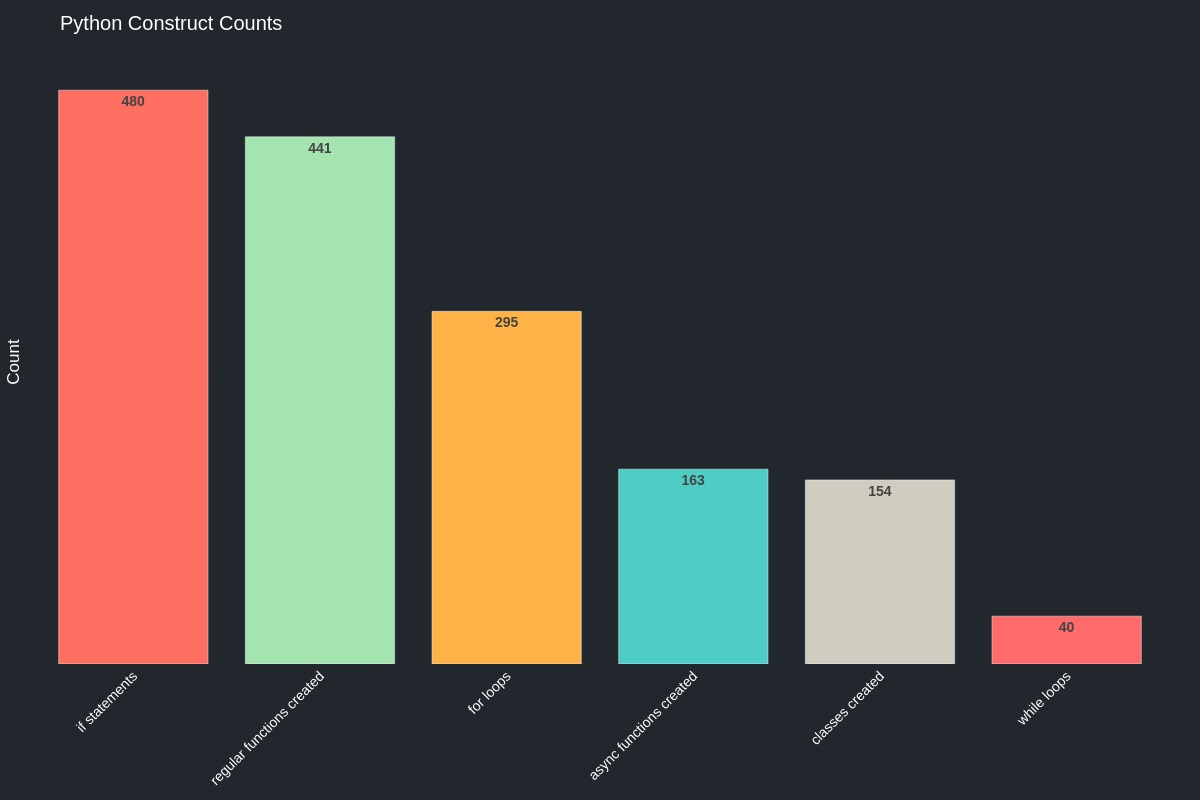 Python Construct Counts
480
441
295
163
154
40
Count
if statements
regular functions created
for loops
async functions created
classes created
while loops